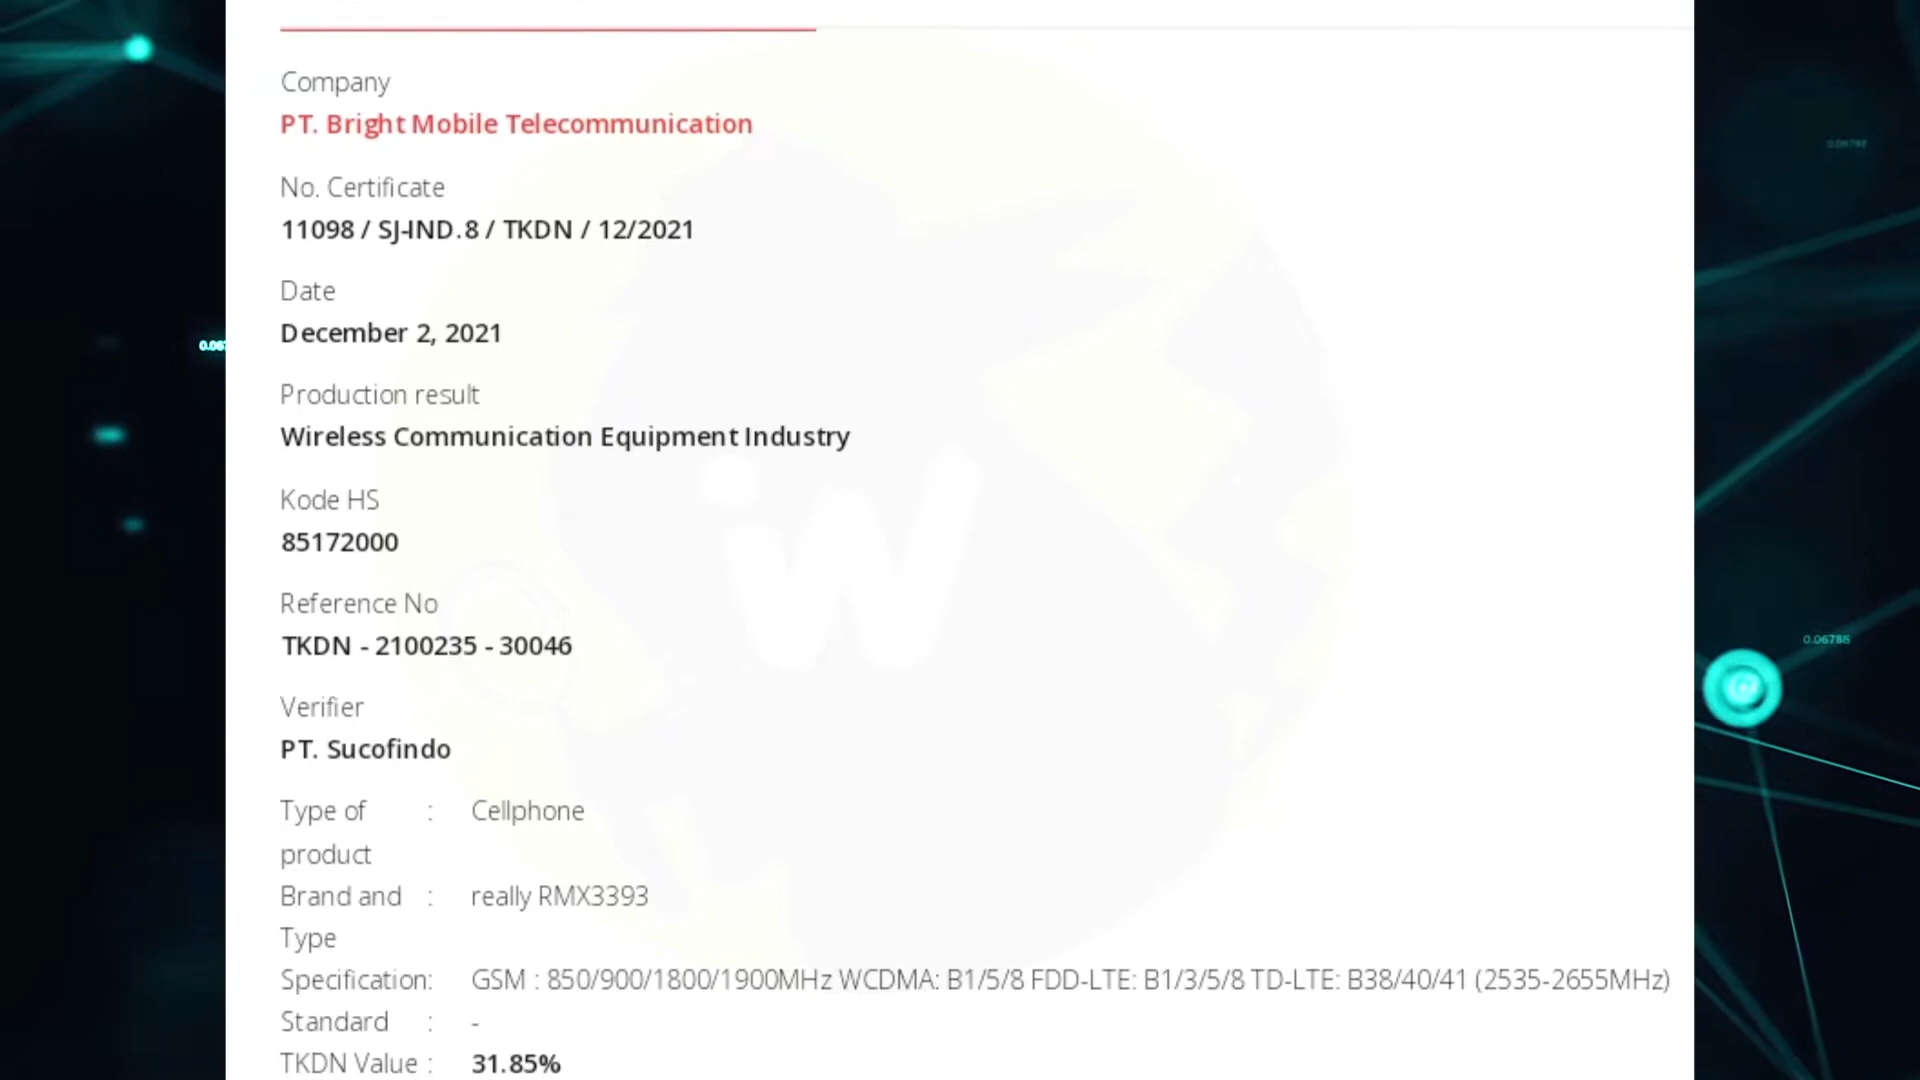 Company
PT. Bright Mobile Telecommunication
No. Certificate
11098 / SJ-IND.8 / TKDN / 12/2021
Date
December 2, 2021
Production result
Wireless Communication Equipment Industry
Kode HS
85172000
Reference No
TKDN - 2100235 - 30046
Verifier
PT. Sucofindo
Type of : Cellphone
product
Brand and : really RMX3393
Type
Specification: GSM : 850/900/1800/1900MHz WCDMA: B1/5/8 FDD-LTE: B1/3/5/8 TD-LTE: B38/40/41 (2535-2655MHz)
Standard : -
TKDN Value : 31.85%
iW